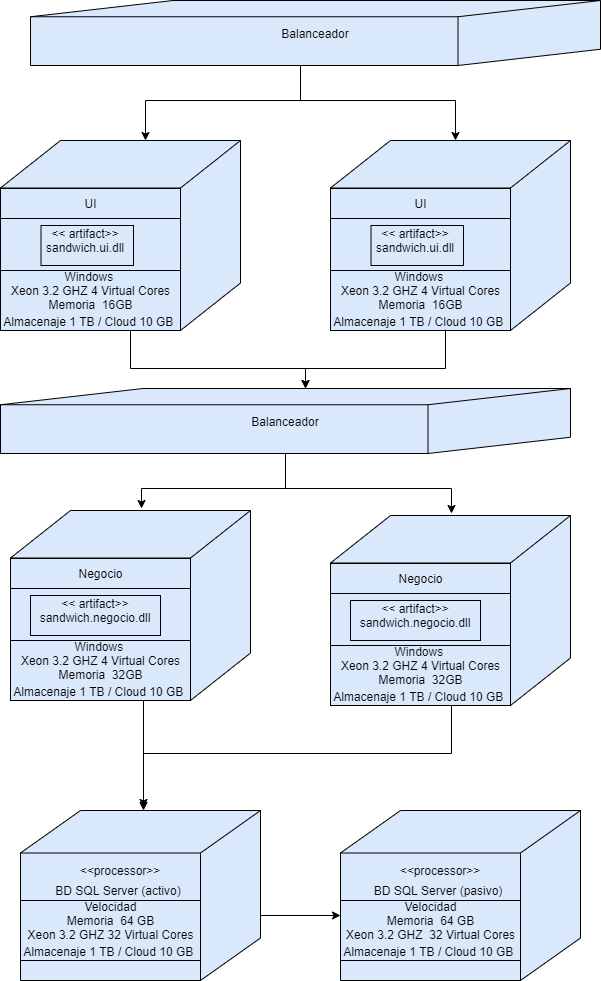 Balanceador
UI
<< artifact>>
sandwich.ui.dll
Windows
Xeon 3.2 GHZ 4 Virtual Cores
Memoria  16GB
Almacenaje 1 TB / Cloud 10 GB
UI
<< artifact>>
sandwich.ui.dll
Windows
Xeon 3.2 GHZ 4 Virtual Cores
Memoria  16GB
Almacenaje 1 TB / Cloud 10 GB
Balanceador
Negocio
<< artifact>>
sandwich.negocio.dll
Windows
Xeon 3.2 GHZ 4 Virtual Cores
Memoria  32GB
Almacenaje 1 TB / Cloud 10 GB
Negocio
<< artifact>>
sandwich.negocio.dll
Windows
Xeon 3.2 GHZ 4 Virtual Cores
Memoria  32GB
Almacenaje 1 TB / Cloud 10 GB
<<processor>>
BD SQL Server (activo)
Velocidad
Memoria  64 GB
Xeon 3.2 GHZ 32 Virtual Cores
Almacenaje 1 TB / Cloud 10 GB
<<processor>>
BD SQL Server (pasivo)
Velocidad
Memoria  64 GB
Xeon 3.2 GHZ  32 Virtual Cores
Almacenaje 1 TB / Cloud 10 GB